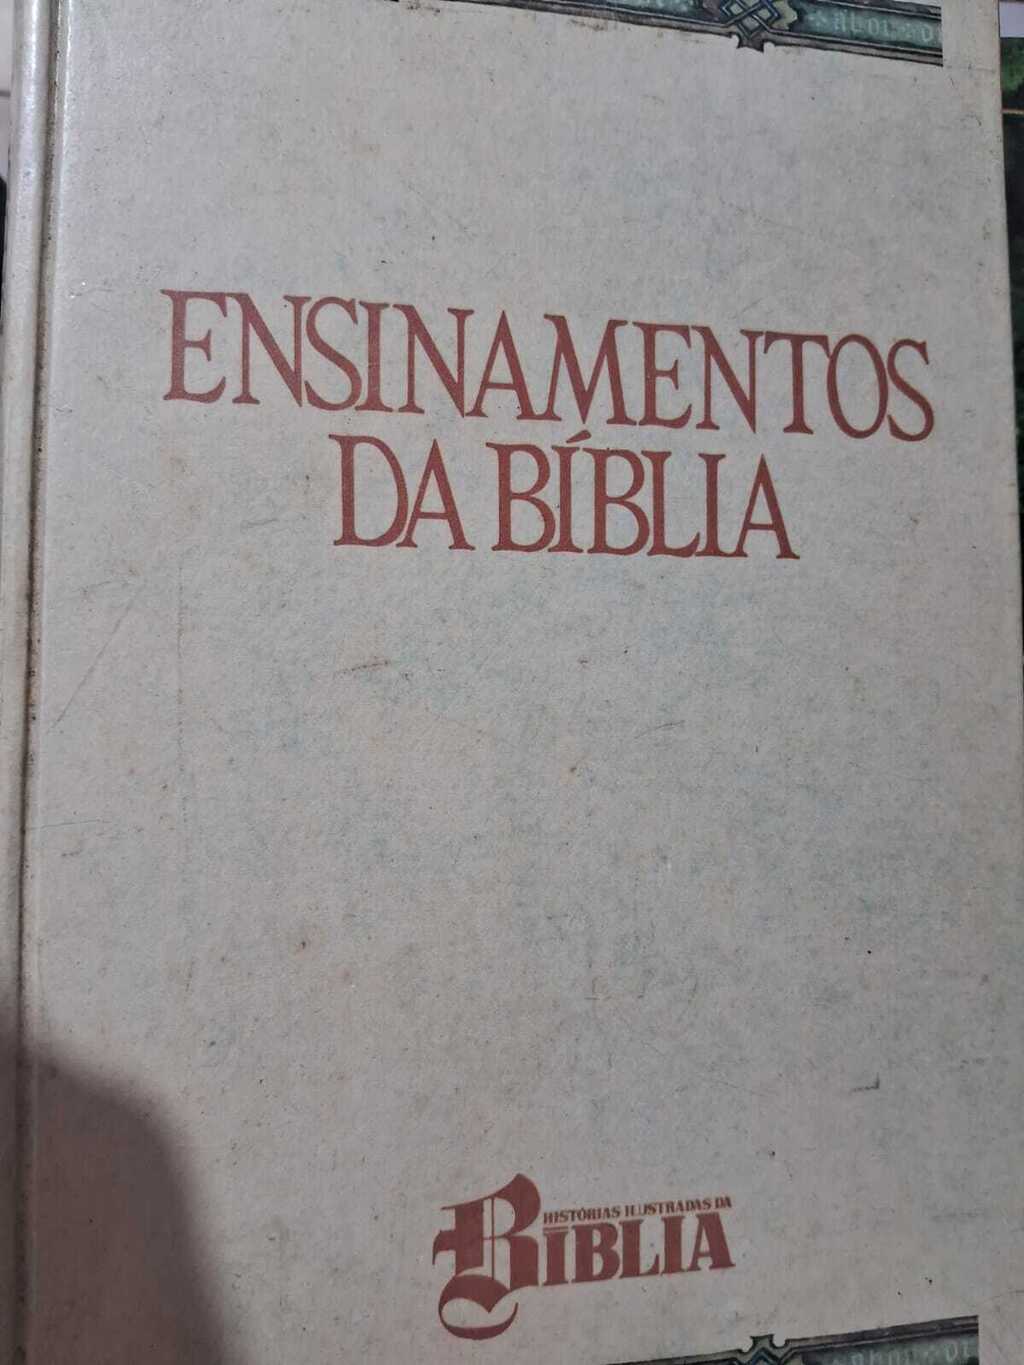 ENSINAMENTOS
DA BÍBLIA
HISTÓRIAS ILUSTRADAS DA
BÍBLIA